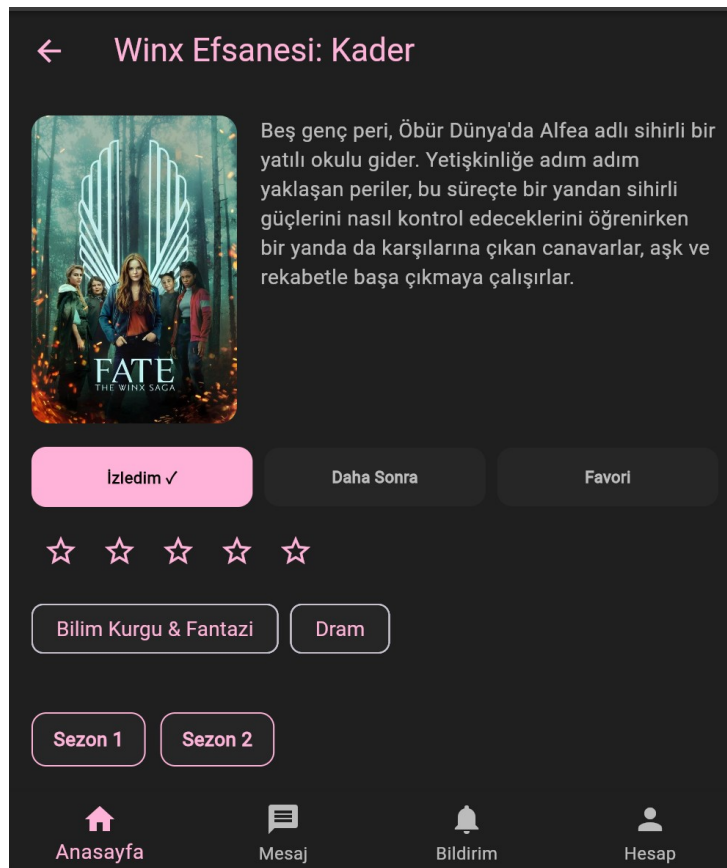 Winx Efsanesi: Kader
Beş genç peri, Öbür Dünya'da Alfea adlı sihirli bir
yatılı okulu gider. Yetişkinliğe adım adım
yaklaşan periler, bu süreçte bir yandan sihirli
güçlerini nasıl kontrol edeceklerini öğrenirken
bir yanda da karşılarına çıkan canavarlar, aşk ve
rekabetle başa çıkmaya çalışırlar.
FATE
THE WINX SAGA
İzledim ✓
Daha Sonra
Favori
Bilim Kurgu & Fantazi
Dram
Sezon 1
Sezon 2
Anasayfa
Mesaj
Bildirim
Hesap